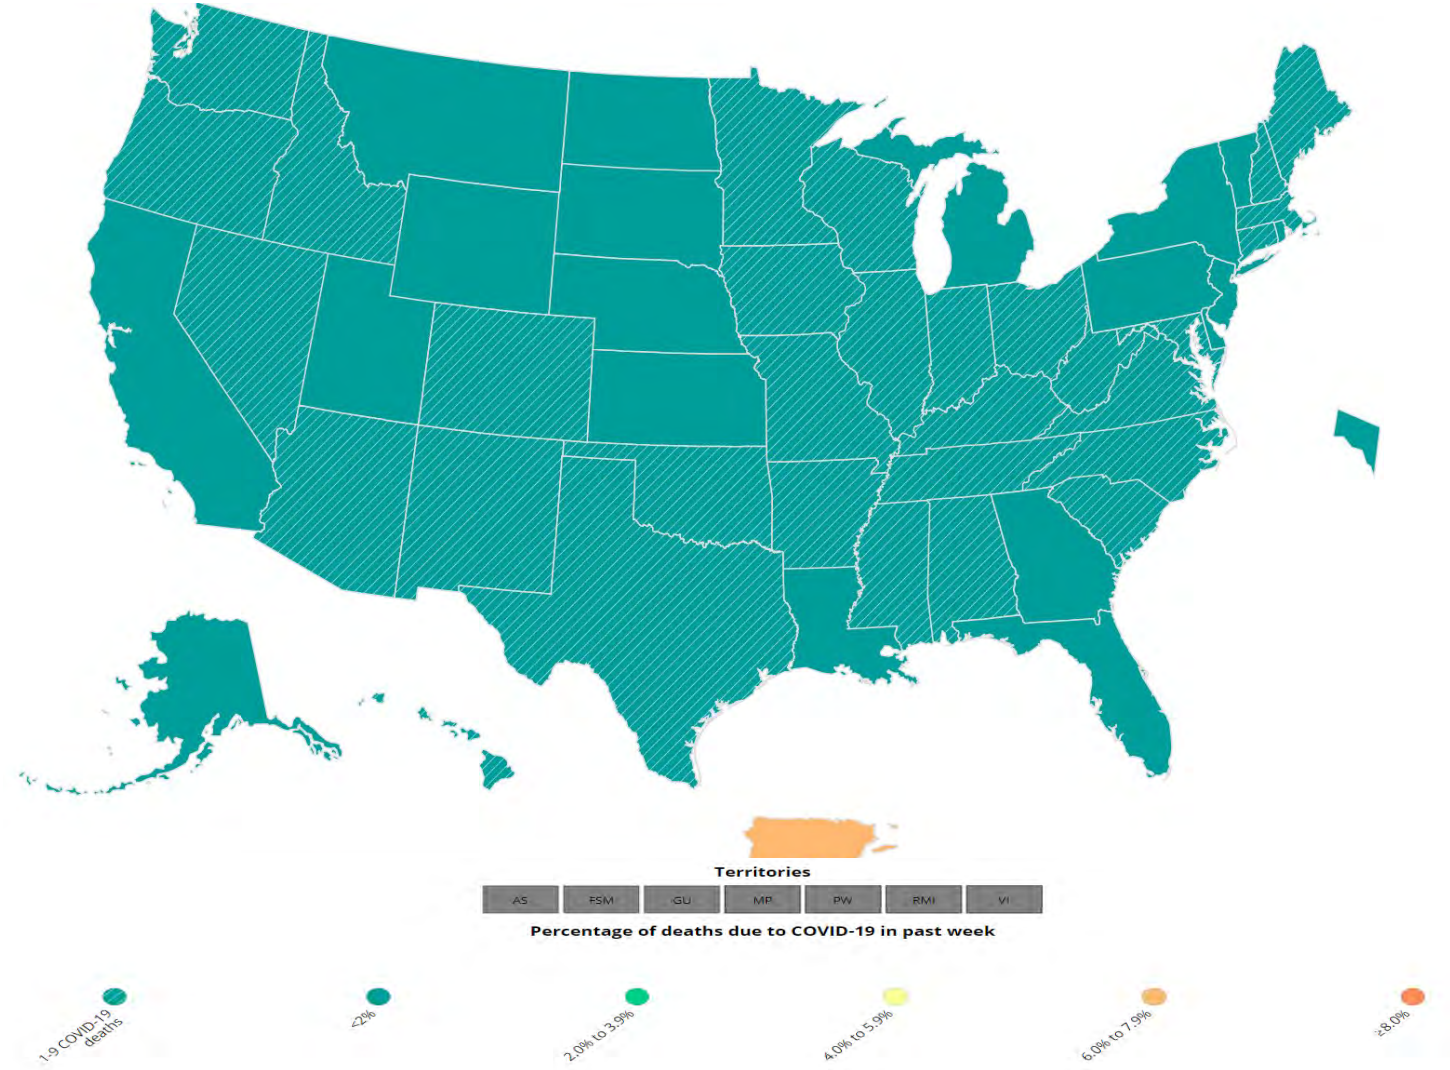 Territories
AS FSM GU MP PW RMI VI
Percentage of deaths due to COVID-19 in past week
1-9 COVID-19
deaths
<2%
2.0% to 3.9%
4.0% to 5.9%
6.0% to 7.9%
≥8.0%